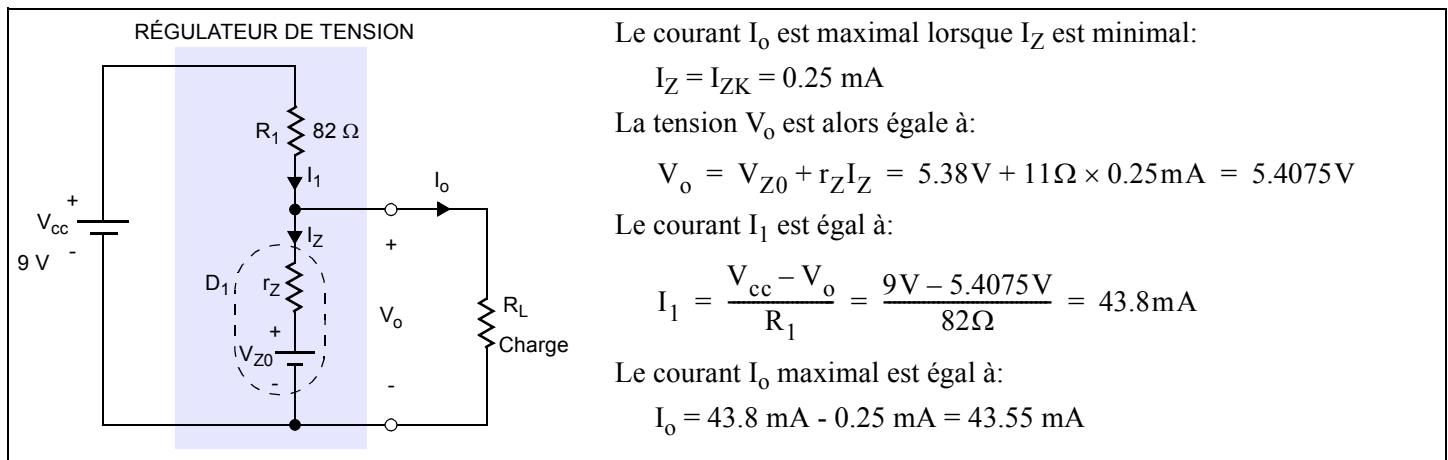 RÉGULATEUR DE TENSION
R1 82 Ω
I1
Io
Vcc
+
-
9 V
IZ
+
D1
rZ
+
VZ0
-
Vo
-
RL
Charge
Le courant Io est maximal lorsque IZ est minimal:
IZ = IZK = 0.25 mA
La tension Vo est alors égale à:
Vo = VZ0 + rZIZ = 5.38V + 11Ω × 0.25mA = 5.4075V
Le courant I1 est égal à:
I1 = (Vcc – Vo)/R1 = (9V – 5.4075V)/82Ω = 43.8mA
Le courant Io maximal est égal à:
Io = 43.8 mA - 0.25 mA = 43.55 mA